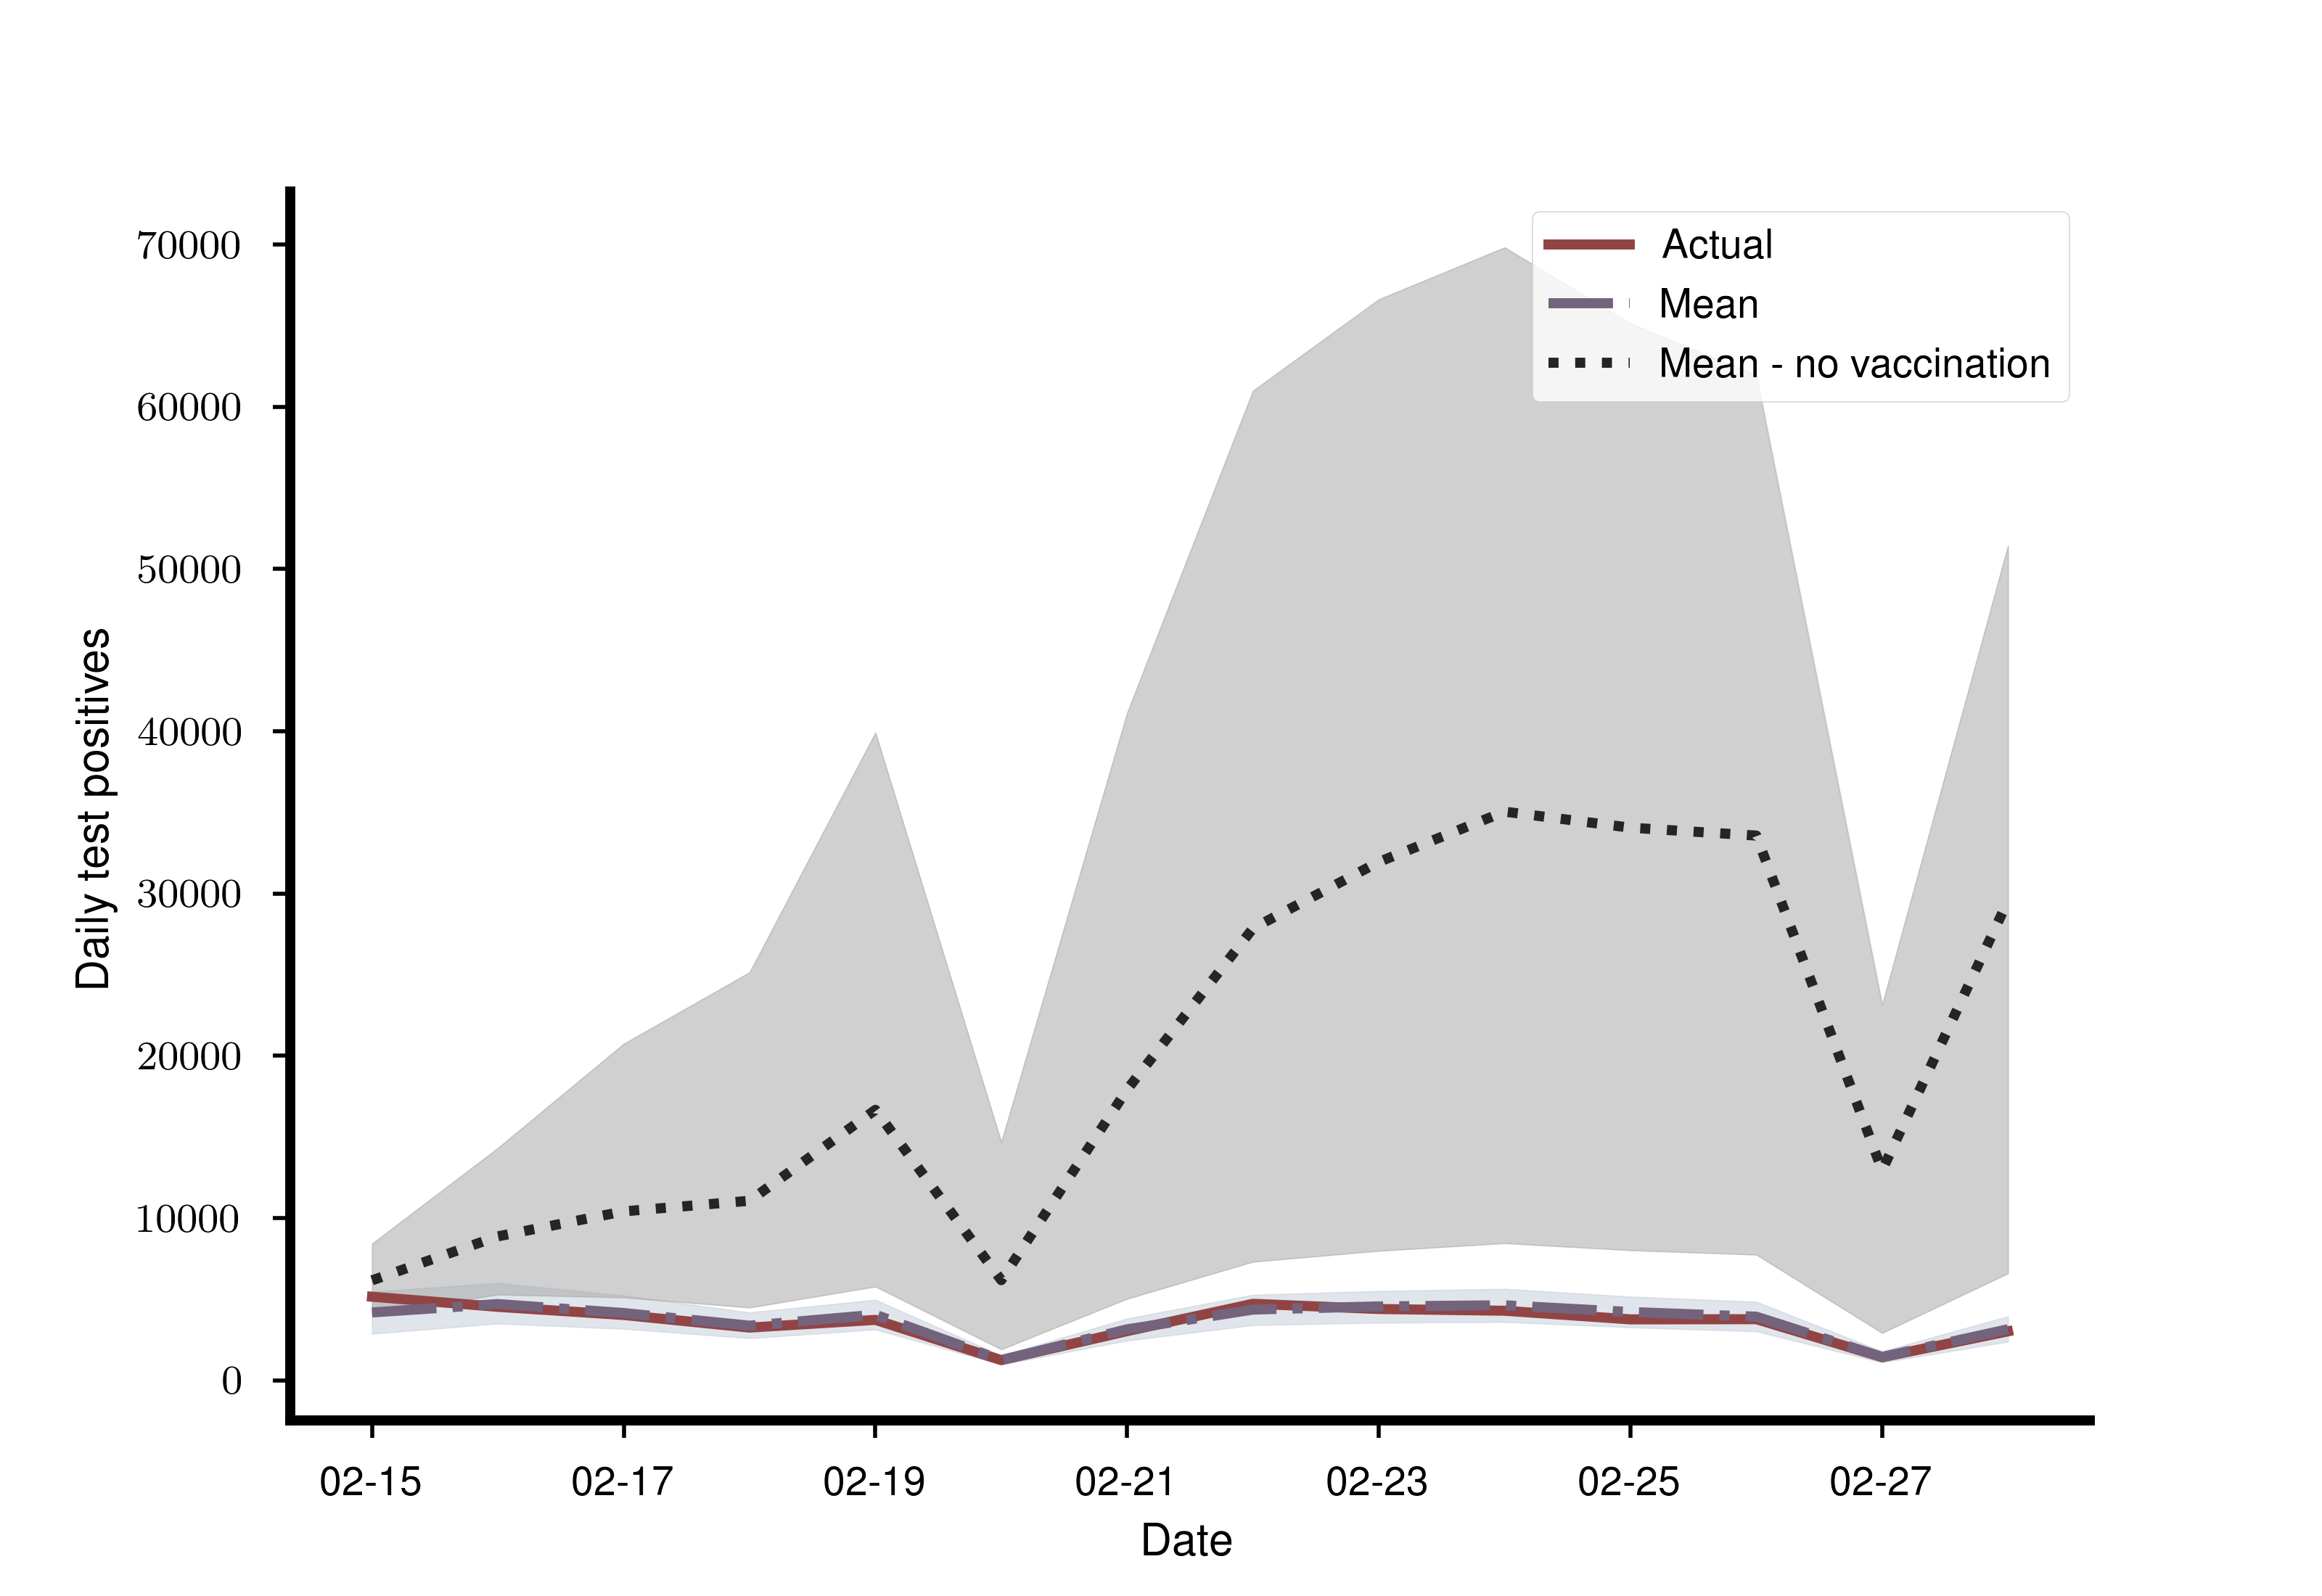 Actual
Mean
Mean - no vaccination
70000
60000
50000
40000
30000
20000
10000
0
Daily test positives
02-15 02-17 02-19 02-21 02-23 02-25 02-27
Date